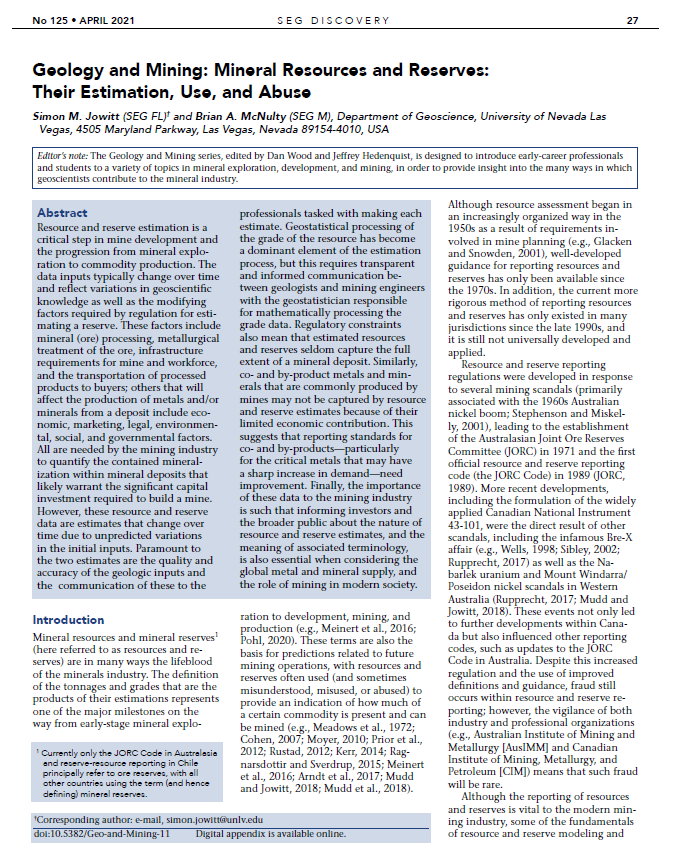 No 125 • APRIL 2021
SEG DISCOVERY
27
Geology and Mining: Mineral Resources and Reserves:
Their Estimation, Use, and Abuse
Simon M. Jowitt (SEG FL)† and Brian A. McNulty (SEG M), Department of Geoscience, University of Nevada Las
Vegas, 4505 Maryland Parkway, Las Vegas, Nevada 89154-4010, USA
Editor's note: The Geology and Mining series, edited by Dan Wood and Jeffrey Hedenquist, is designed to introduce early-career professionals
and students to a variety of topics in mineral exploration, development, and mining, in order to provide insight into the many ways in which
geoscientists contribute to the mineral industry.
Abstract
Resource and reserve estimation is a
critical step in mine development and
the progression from mineral explo-
ration to commodity production. The
data inputs typically change over time
and reflect variations in geoscientific
knowledge as well as the modifying
factors required by regulation for esti-
mating a reserve. These factors include
mineral (ore) processing, metallurgical
treatment of the ore, infrastructure
requirements for mine and workforce,
and the transportation of processed
products to buyers; others that will
affect the production of metals and/or
minerals from a deposit include eco-
nomic, marketing, legal, environmen-
tal, social, and governmental factors.
All are needed by the mining industry
to quantify the contained mineral-
ization within mineral deposits that
likely warrant the significant capital
investment required to build a mine.
However, these resource and reserve
data are estimates that change over
time due to unpredicted variations
in the initial inputs. Paramount to
the two estimates are the quality and
accuracy of the geologic inputs and
the communication of these to the
professionals tasked with making each
estimate. Geostatistical processing of
the grade of the resource has become
a dominant element of the estimation
process, but this requires transparent
and informed communication be-
tween geologists and mining engineers
with the geostatistician responsible
for mathematically processing the
grade data. Regulatory constraints
also mean that estimated resources
and reserves seldom capture the full
extent of a mineral deposit. Similarly,
co- and by-product metals and min-
erals that are commonly produced by
mines may not be captured by resource
and reserve estimates because of their
limited economic contribution. This
suggests that reporting standards for
co- and by-products—particularly
for the critical metals that may have
a sharp increase in demand—need
improvement. Finally, the importance
of these data to the mining industry
is such that informing investors and
the broader public about the nature of
resource and reserve estimates, and the
meaning of associated terminology,
is also essential when considering the
global metal and mineral supply, and
the role of mining in modern society.
Introduction
Mineral resources and mineral reserves¹
(here referred to as resources and re-
serves) are in many ways the lifeblood
of the minerals industry. The definition
of the tonnages and grades that are the
products of their estimations represents
one of the major milestones on the
way from early-stage mineral explo-
ration to development, mining, and
production (e.g., Meinert et al., 2016;
Pohl, 2020). These terms are also the
basis for predictions related to future
mining operations, with resources and
reserves often used (and sometimes
misunderstood, misused, or abused) to
provide an indication of how much of
a certain commodity is present and can
be mined (e.g., Meadows et al., 1972;
Cohen, 2007; Moyer, 2010; Prior et al.,
2012; Rustad, 2012; Kerr, 2014; Rag-
narsdottir and Sverdrup, 2015; Meinert
et al., 2016; Arndt et al., 2017; Mudd
and Jowitt, 2018; Mudd et al., 2018).
Although resource assessment began in
an increasingly organized way in the
1950s as a result of requirements in-
volved in mine planning (e.g., Glacken
and Snowden, 2001), well-developed
guidance for reporting resources and
reserves has only been available since
the 1970s. In addition, the current more
rigorous method of reporting resources
and reserves has only existed in many
jurisdictions since the late 1990s, and
it is still not universally developed and
applied.
Resource and reserve reporting
regulations were developed in response
to several mining scandals (primarily
associated with the 1960s Australian
nickel boom; Stephenson and Miskel-
ly, 2001), leading to the establishment
of the Australasian Joint Ore Reserves
Committee (JORC) in 1971 and the first
official resource and reserve reporting
code (the JORC Code) in 1989 (JORC,
1989). More recent developments,
including the formulation of the widely
applied Canadian National Instrument
43-101, were the direct result of other
scandals, including the infamous Bre-X
affair (e.g., Wells, 1998; Sibley, 2002;
Rupprecht, 2017) as well as the Na-
barlek uranium and Mount Windarra/
Poseidon nickel scandals in Western
Australia (Rupprecht, 2017; Mudd and
Jowitt, 2018). These events not only led
to further developments within Cana-
da but also influenced other reporting
codes, such as updates to the JORC
Code in Australia. Despite this increased
regulation and the use of improved
definitions and guidance, fraud still
occurs within resource and reserve re-
porting; however, the vigilance of both
industry and professional organizations
(e.g., Australian Institute of Mining and
Metallurgy [AusIMM] and Canadian
Institute of Mining, Metallurgy, and
Petroleum [CIM]) means that such fraud
will be rare.
Although the reporting of resources
and reserves is vital to the modern min-
ing industry, some of the fundamentals
of resource and reserve modeling and
¹ Currently only the JORC Code in Australasia
and reserve-resource reporting in Chile
principally refer to ore reserves, with all
other countries using the term (and hence
defining) mineral reserves.
†Corresponding author: e-mail, simon.jowitt@unlv.edu
doi:10.5382/Geo-and-Mining-11 Digital appendix is available online.